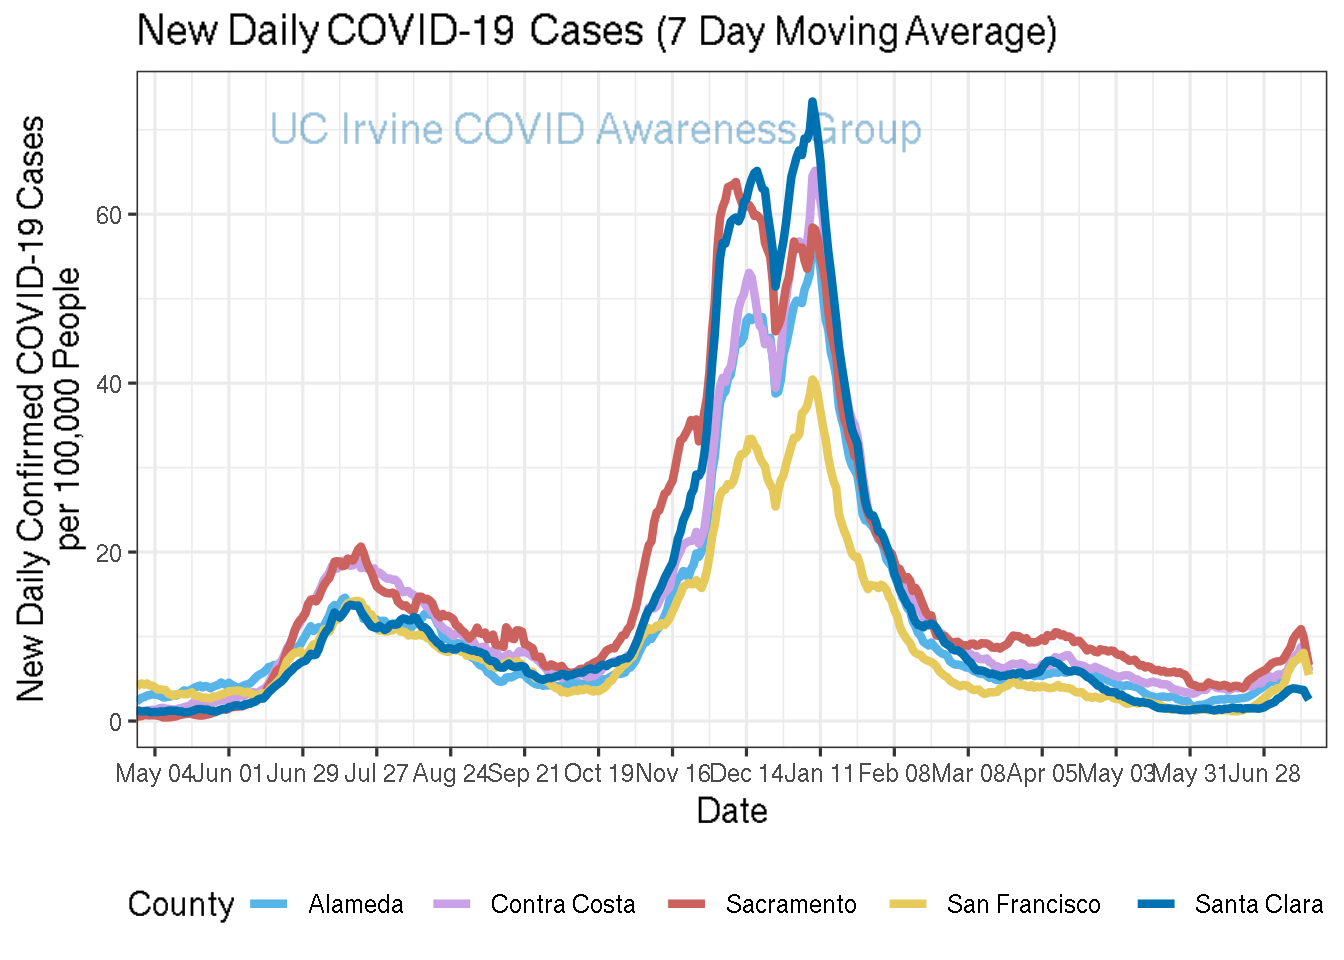 New Daily COVID-19 Cases (7 Day Moving Average)
UC Irvine COVID Awareness Group
New Daily Confirmed COVID-19 Cases
per 100,000 People
60
40
20
0
May 04 Jun 01 Jun 29 Jul 27 Aug 24 Sep 21 Oct 19 Nov 16 Dec 14 Jan 11 Feb 08 Mar 08 Apr 05 May 03 May 31 Jun 28
Date
County Alameda Contra Costa Sacramento San Francisco Santa Clara